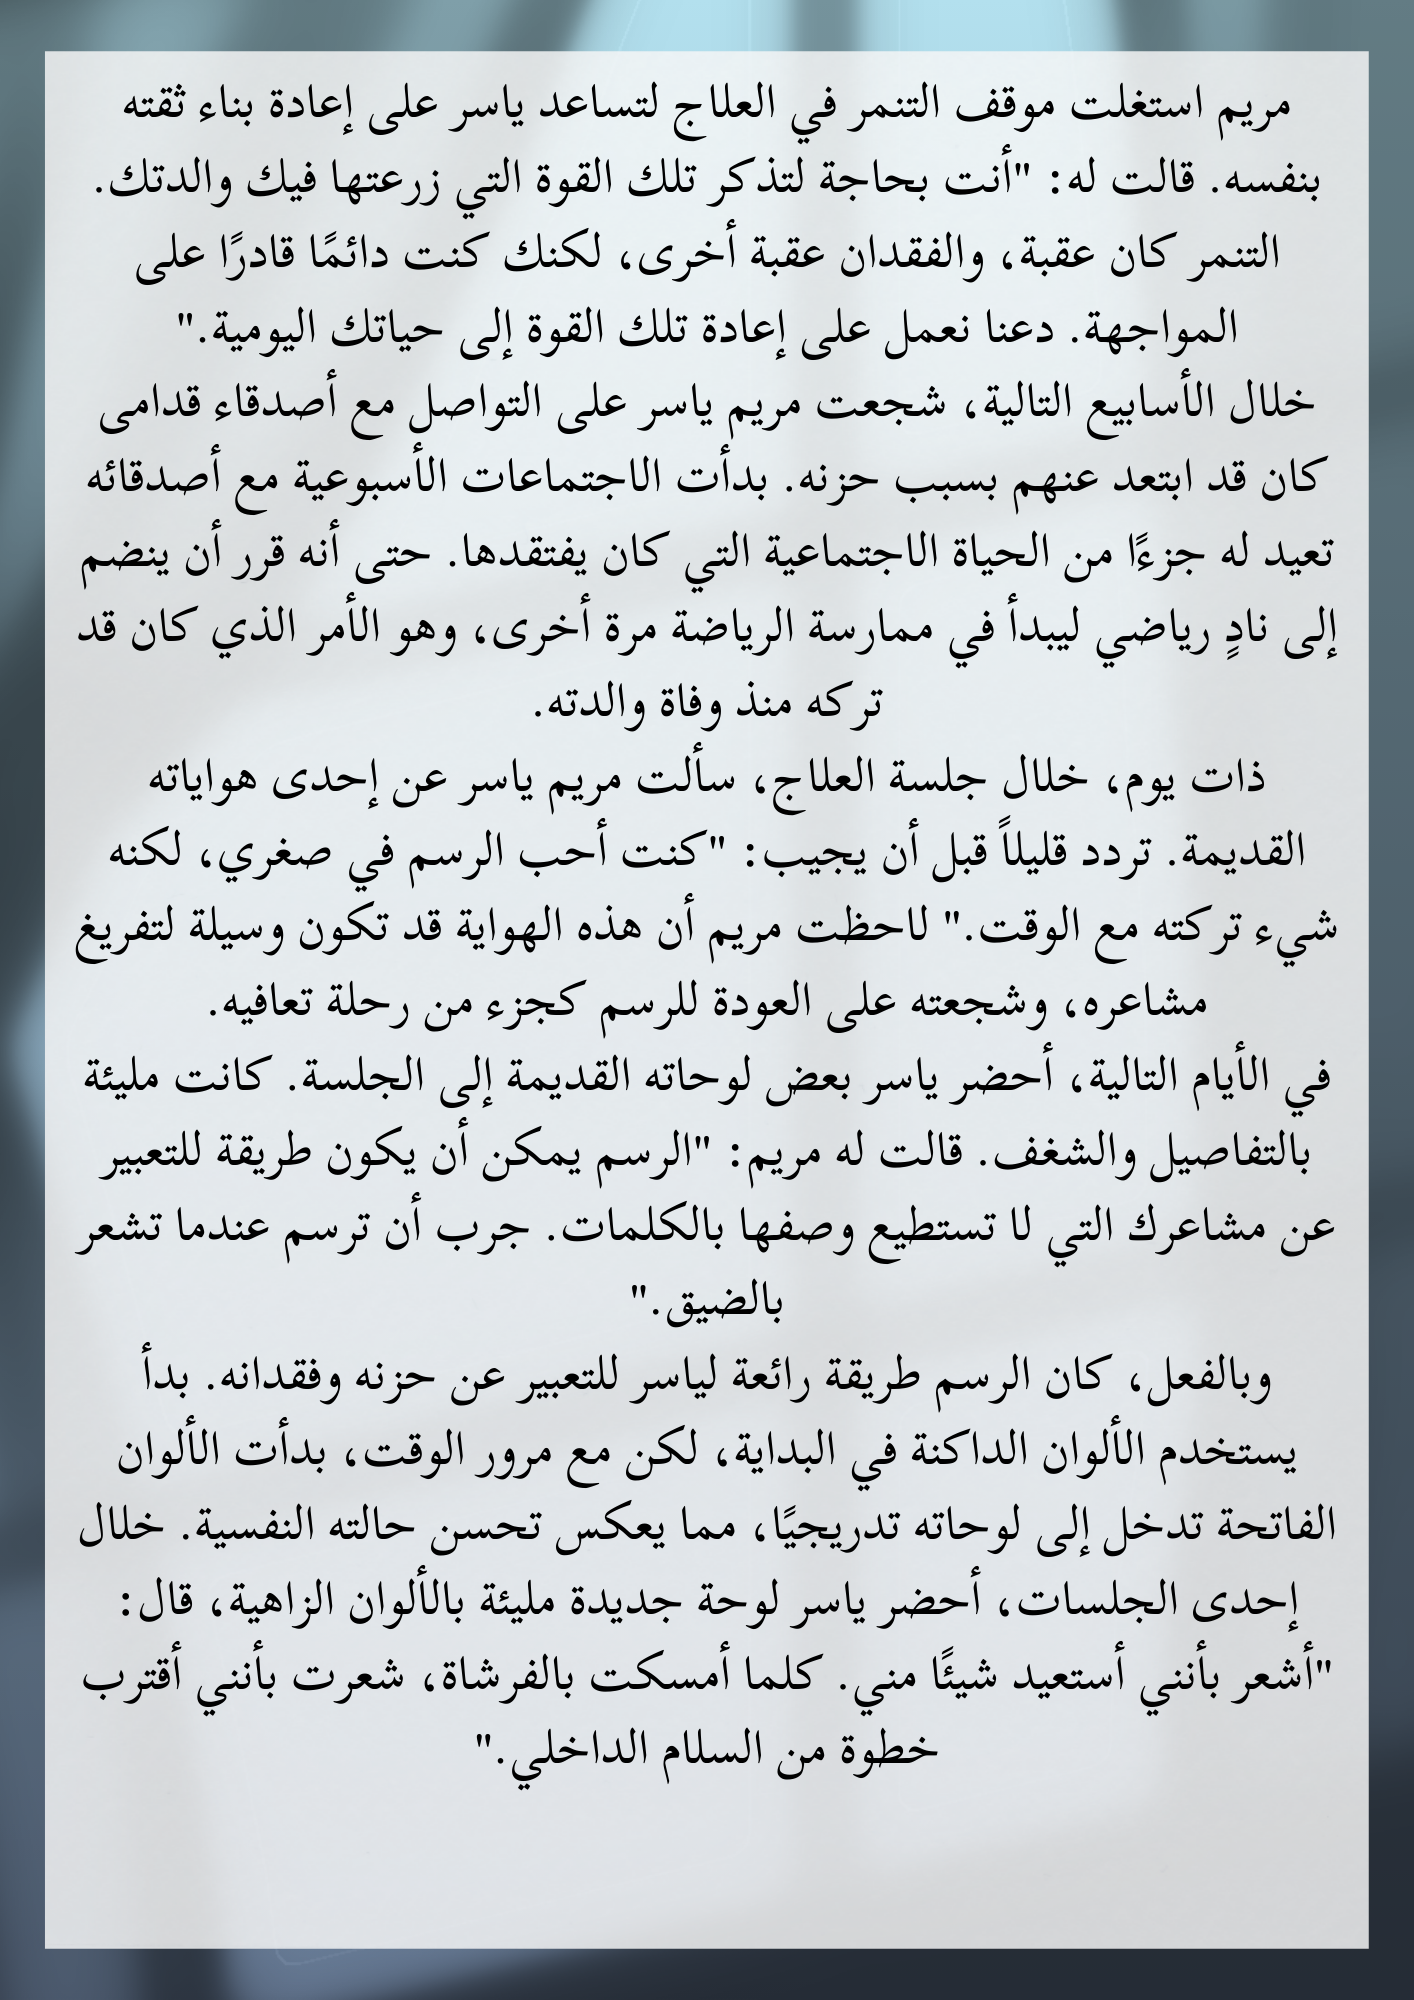 مريم استغلت موقف التنمر في العلاج لتساعد ياسر على إعادة بناء ثقته
بنفسه. قالت له: "أنت بحاجة لتذكر تلك القوة التي زرعتها فيك والدتك.
التنمر كان عقبة، والفقدان عقبة أخرى، لكنك كنت دائمًا قادرًا على
المواجهة. دعنا نعمل على إعادة تلك القوة إلى حياتك اليومية."
خلال الأسابيع التالية، شجعت مريم ياسر على التواصل مع أصدقاء قدامى
كان قد ابتعد عنهم بسبب حزنه. بدأت الاجتماعات الأسبوعية مع أصدقائه
تعيد له جزءًا من الحياة الاجتماعية التي كان يفتقدها. حتى أنه قرر أن ينضم
إلى نادٍ رياضي ليبدأ في ممارسة الرياضة مرة أخرى، وهو الأمر الذي كان قد
تركه منذ وفاة والدته.
ذات يوم، خلال جلسة العلاج، سألت مريم ياسر عن إحدى هواياته
القديمة. تردد قليلاً قبل أن يجيب: "كنت أحب الرسم في صغري، لكنه
شيء تركته مع الوقت." لاحظت مريم أن هذه الهواية قد تكون وسيلة لتفريغ
مشاعره، وشجعته على العودة للرسم كجزء من رحلة تعافيه.
في الأيام التالية، أحضر ياسر بعض لوحاته القديمة إلى الجلسة. كانت مليئة
بالتفاصيل والشغف. قالت له مريم: "الرسم يمكن أن يكون طريقة للتعبير
عن مشاعرك التي لا تستطيع وصفها بالكلمات. جرب أن ترسم عندما تشعر
بالضيق."
وبالفعل، كان الرسم طريقة رائعة لياسر للتعبير عن حزنه وفقدانه. بدأ
يستخدم الألوان الداكنة في البداية، لكن مع مرور الوقت، بدأت الألوان
الفاتحة تدخل إلى لوحاته تدريجيًا، مما يعكس تحسن حالته النفسية. خلال
إحدى الجلسات، أحضر ياسر لوحة جديدة مليئة بالألوان الزاهية، قال:
"أشعر بأنني أستعيد شيئًا مني. كلما أمسكت بالفرشاة، شعرت بأنني أقترب
خطوة من السلام الداخلي."